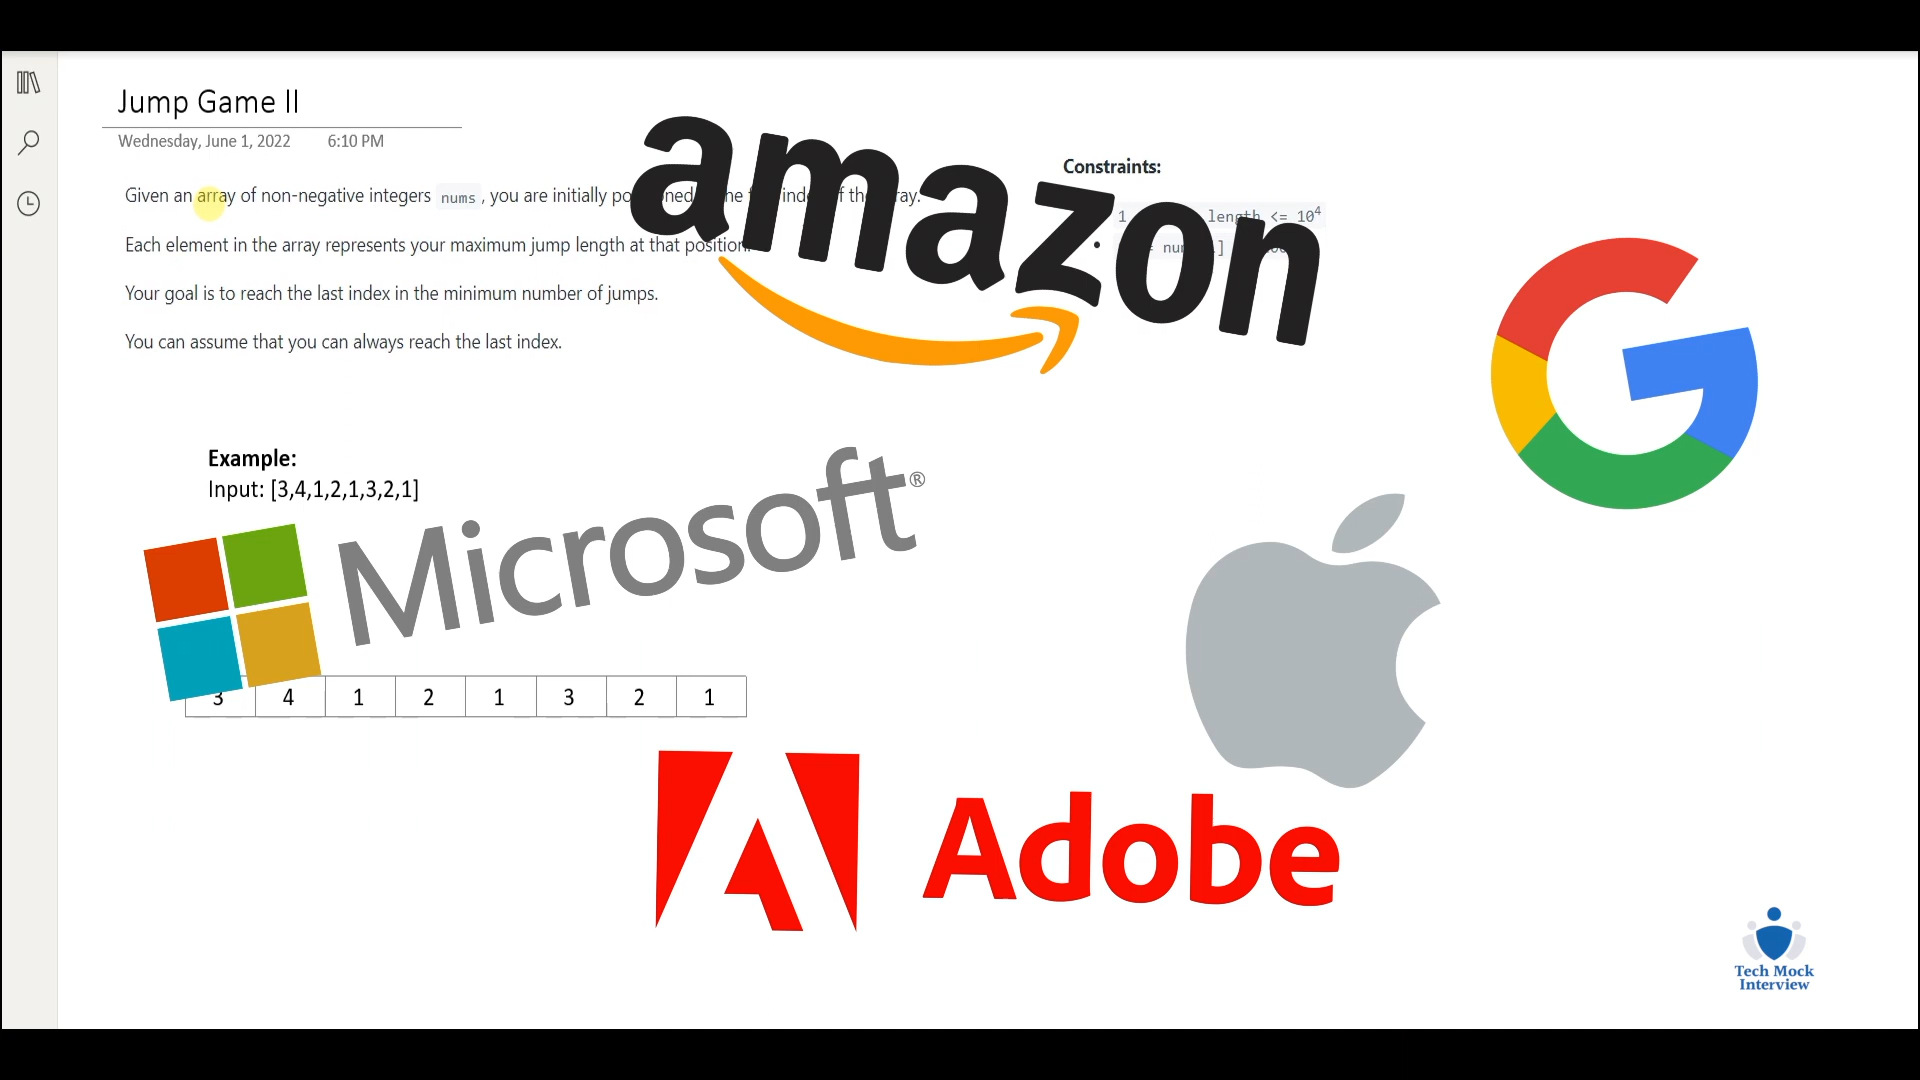 Jump Game II
Wednesday, June 1, 2022 6:10 PM
amazon
Constraints:
Given an array of non-negative integers nums , you are initially
1 length <= 10⁴
Each element in the array represents your maximum jump length at that position.
Your goal is to reach the last index in the minimum number of jumps.
You can assume that you can always reach the last index.
Example:
Input: [3,4,1,2,1,3,2,1]
Microsoft®
3 4 1 2 1 3 2 1
Adobe
Tech Mock
Interview